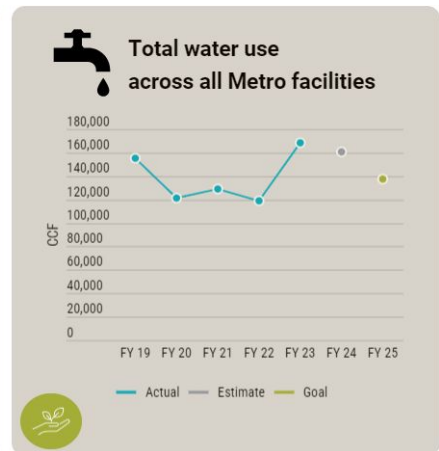 Total water use
across all Metro facilities
180,000
160,000
140,000
120,000
100,000
80,000
60,000
40,000
20,000
0
CCF
FY 19 FY 20 FY 21 FY 22 FY 23 FY 24 FY 25
Actual Estimate Goal